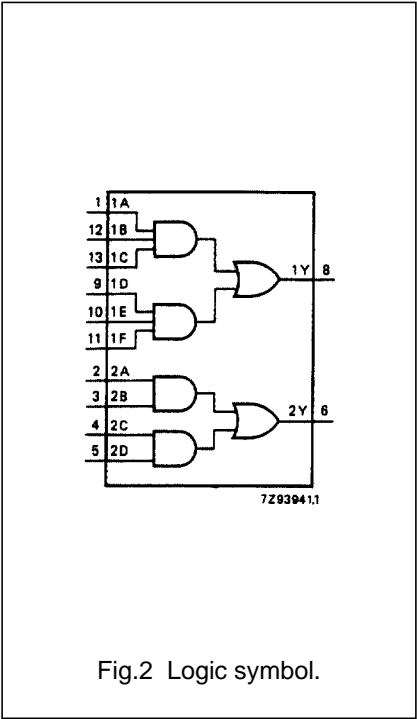 1 1A
12 1B
13 1C
9 1D
10 1E
11 1F
1Y 8
2 2A
3 2B
4 2C
5 2D
2Y 6
7Z93941.1
Fig.2 Logic symbol.